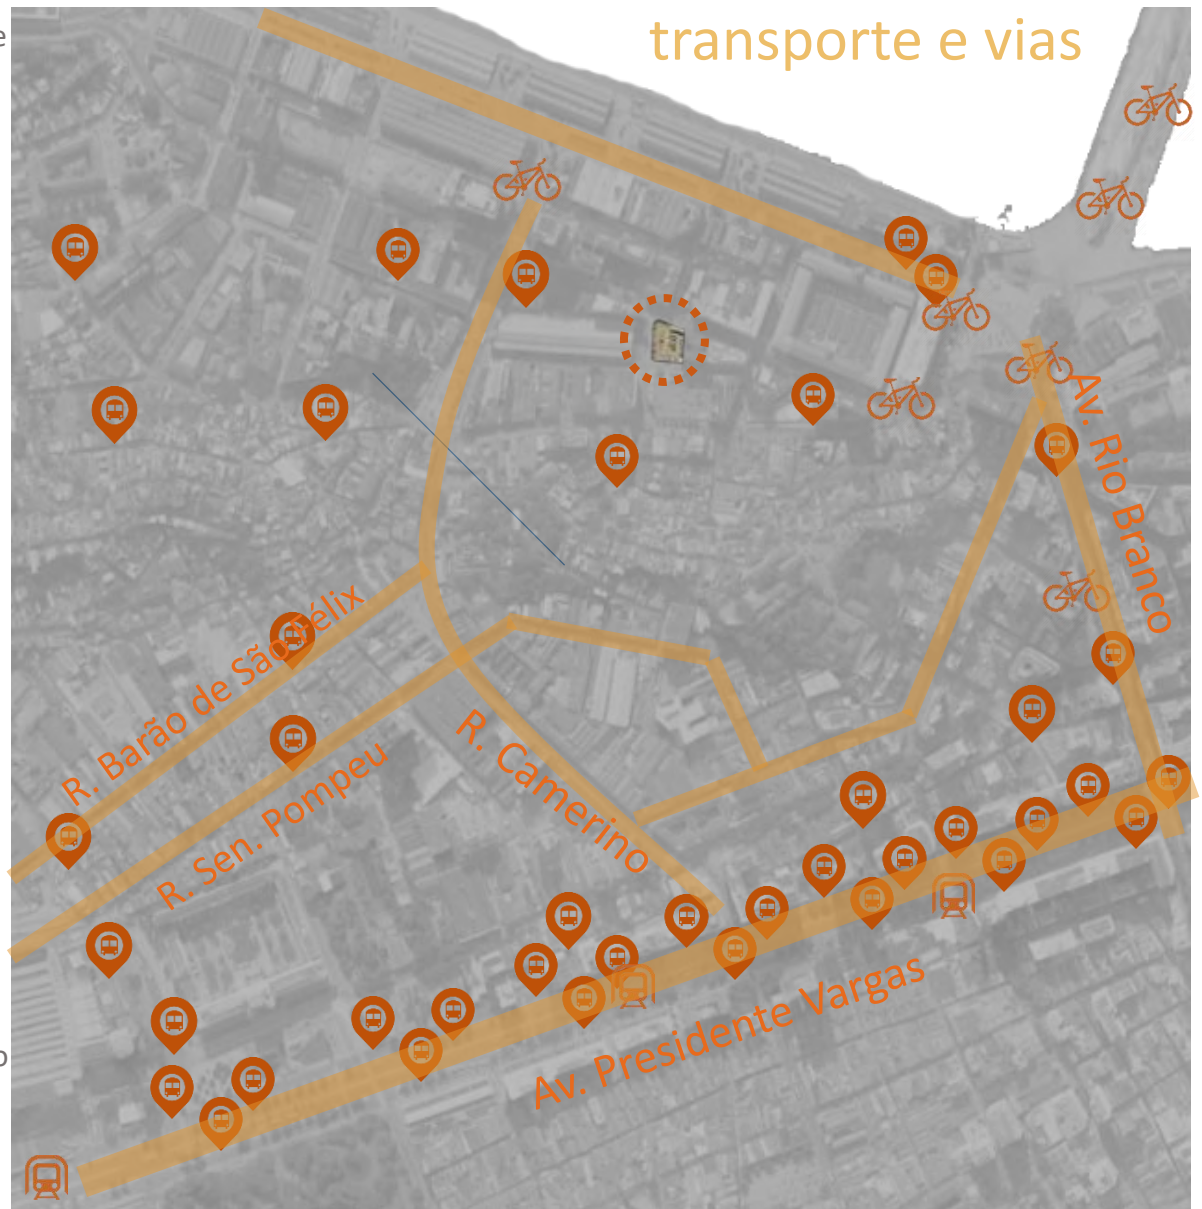 e
transporte e vias
Av. Rio Branco
R. Barão de São Félix
R. Sen. Pompeu
R. Camerino
Av. Presidente Vargas
o